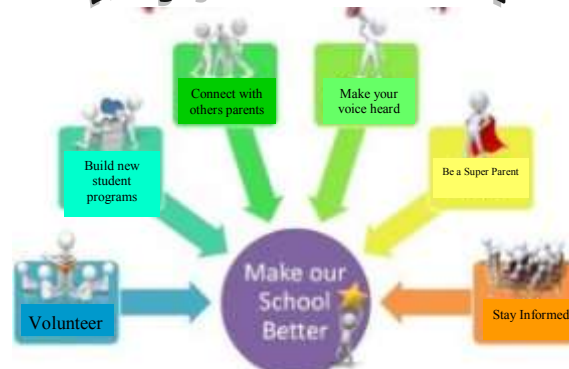 Connect with
others parents
Make your
voice heard
Build new
student
programs
Be a Super Parent
Volunteer
Make our
School
Better
Stay Informed